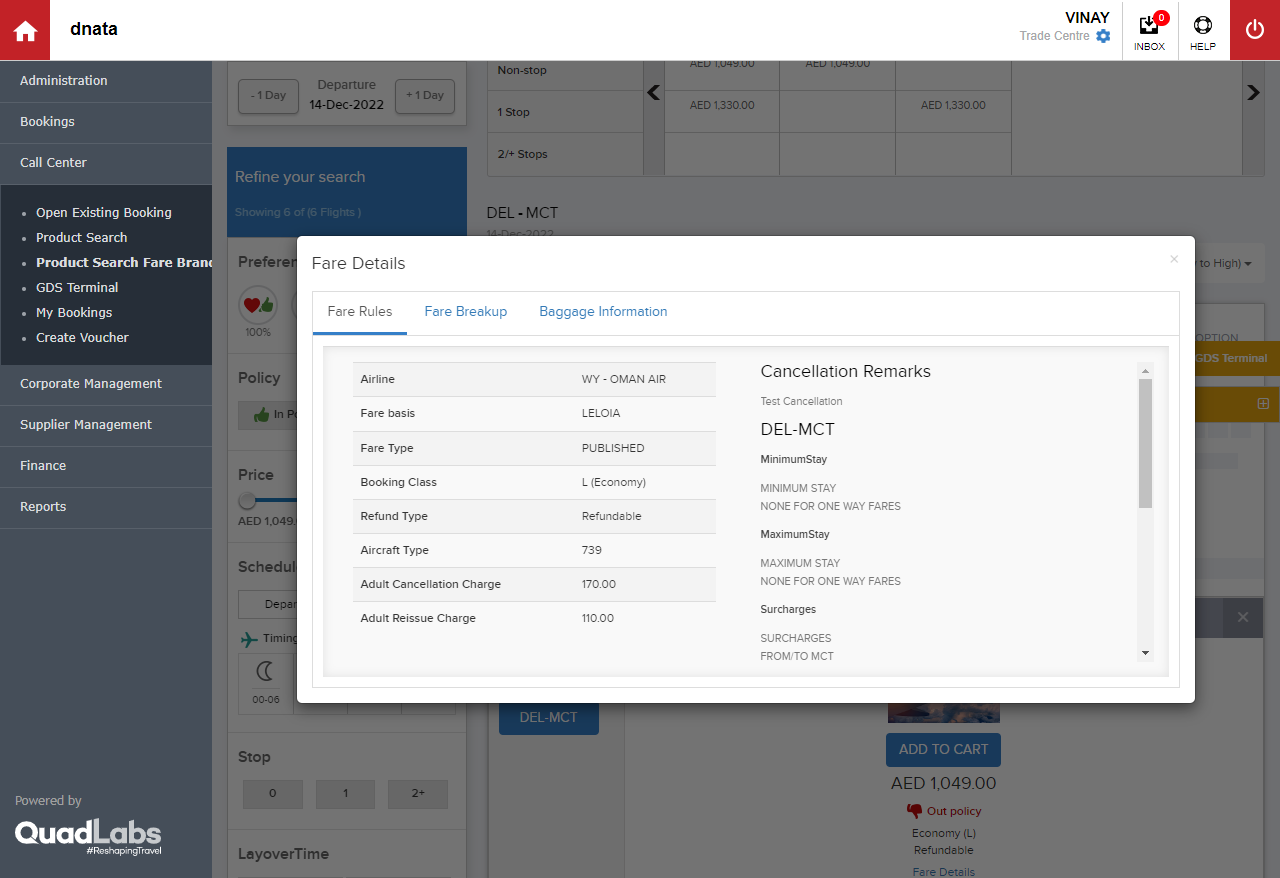 dnata
VINAY
Trade Centre
0
INBOX
HELP
Administration
Bookings
Call Center
Open Existing Booking
Product Search
Product Search Fare Brand
GDS Terminal
My Bookings
Create Voucher
Corporate Management
Supplier Management
Finance
Reports
Powered by
QuadLabs
#ReshapingTravel
- 1 Day
Departure
14-Dec-2022
+ 1 Day
Non-stop
AED 1,049.00
AED 1,049.00
1 Stop
AED 1,330.00
AED 1,330.00
2/+ Stops
Refine your search
Showing 6 of (6 Flights )
DEL - MCT
14-Dec-2022
to High)
Preferen
100%
Policy
In Po
Price
AED 1,049.
Schedul
Depar
Timing
00-06
Stop
0
1
2+
LayoverTime
OPTION
GDS Terminal
Fare Details
×
Fare Rules
Fare Breakup
Baggage Information
Airline WY - OMAN AIR
Fare basis LELOIA
Fare Type PUBLISHED
Booking Class L (Economy)
Refund Type Refundable
Aircraft Type 739
Adult Cancellation Charge 170.00
Adult Reissue Charge 110.00
Cancellation Remarks
Test Cancellation
DEL-MCT
MinimumStay
MINIMUM STAY
NONE FOR ONE WAY FARES
MaximumStay
MAXIMUM STAY
NONE FOR ONE WAY FARES
Surcharges
SURCHARGES
FROM/TO MCT
DEL-MCT
ADD TO CART
AED 1,049.00
Out policy
Economy (L)
Refundable
Fare Details